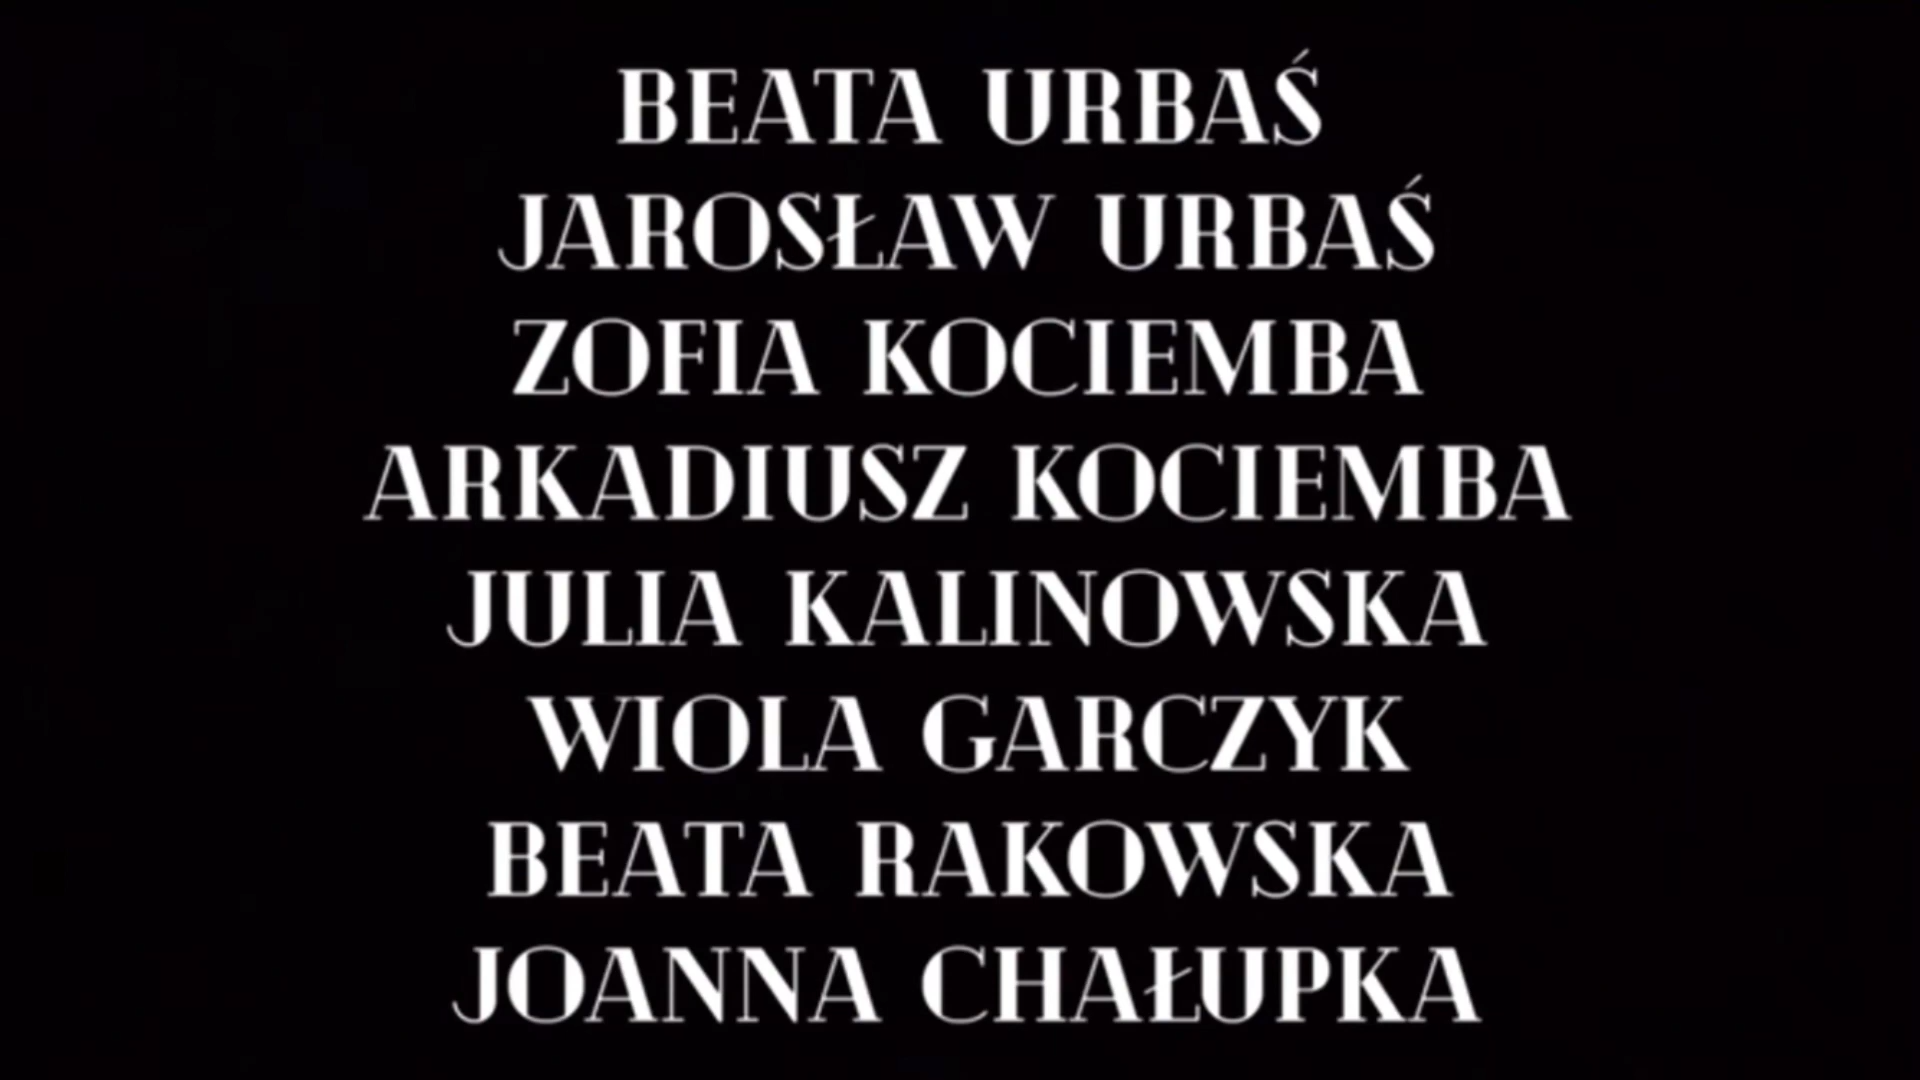 BEATA URBAŚ
JAROSŁAW URBAŚ
ZOFIA KOCIEMBA
ARKADIUSZ KOCIEMBA
JULIA KALINOWSKA
WIOLA GARCZYK
BEATA RAKOWSKA
JOANNA CHAŁUPKA